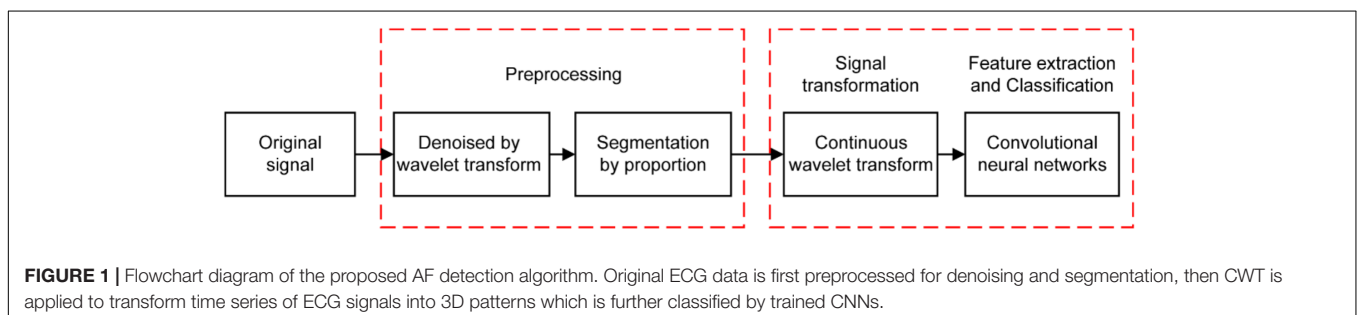 Preprocessing
Signal
transformation
Feature extraction
and Classification
Original
signal
Denoised by
wavelet transform
Segmentation
by proportion
Continuous
wavelet transform
Convolutional
neural networks
FIGURE 1 | Flowchart diagram of the proposed AF detection algorithm. Original ECG data is first preprocessed for denoising and segmentation, then CWT is
applied to transform time series of ECG signals into 3D patterns which is further classified by trained CNNs.